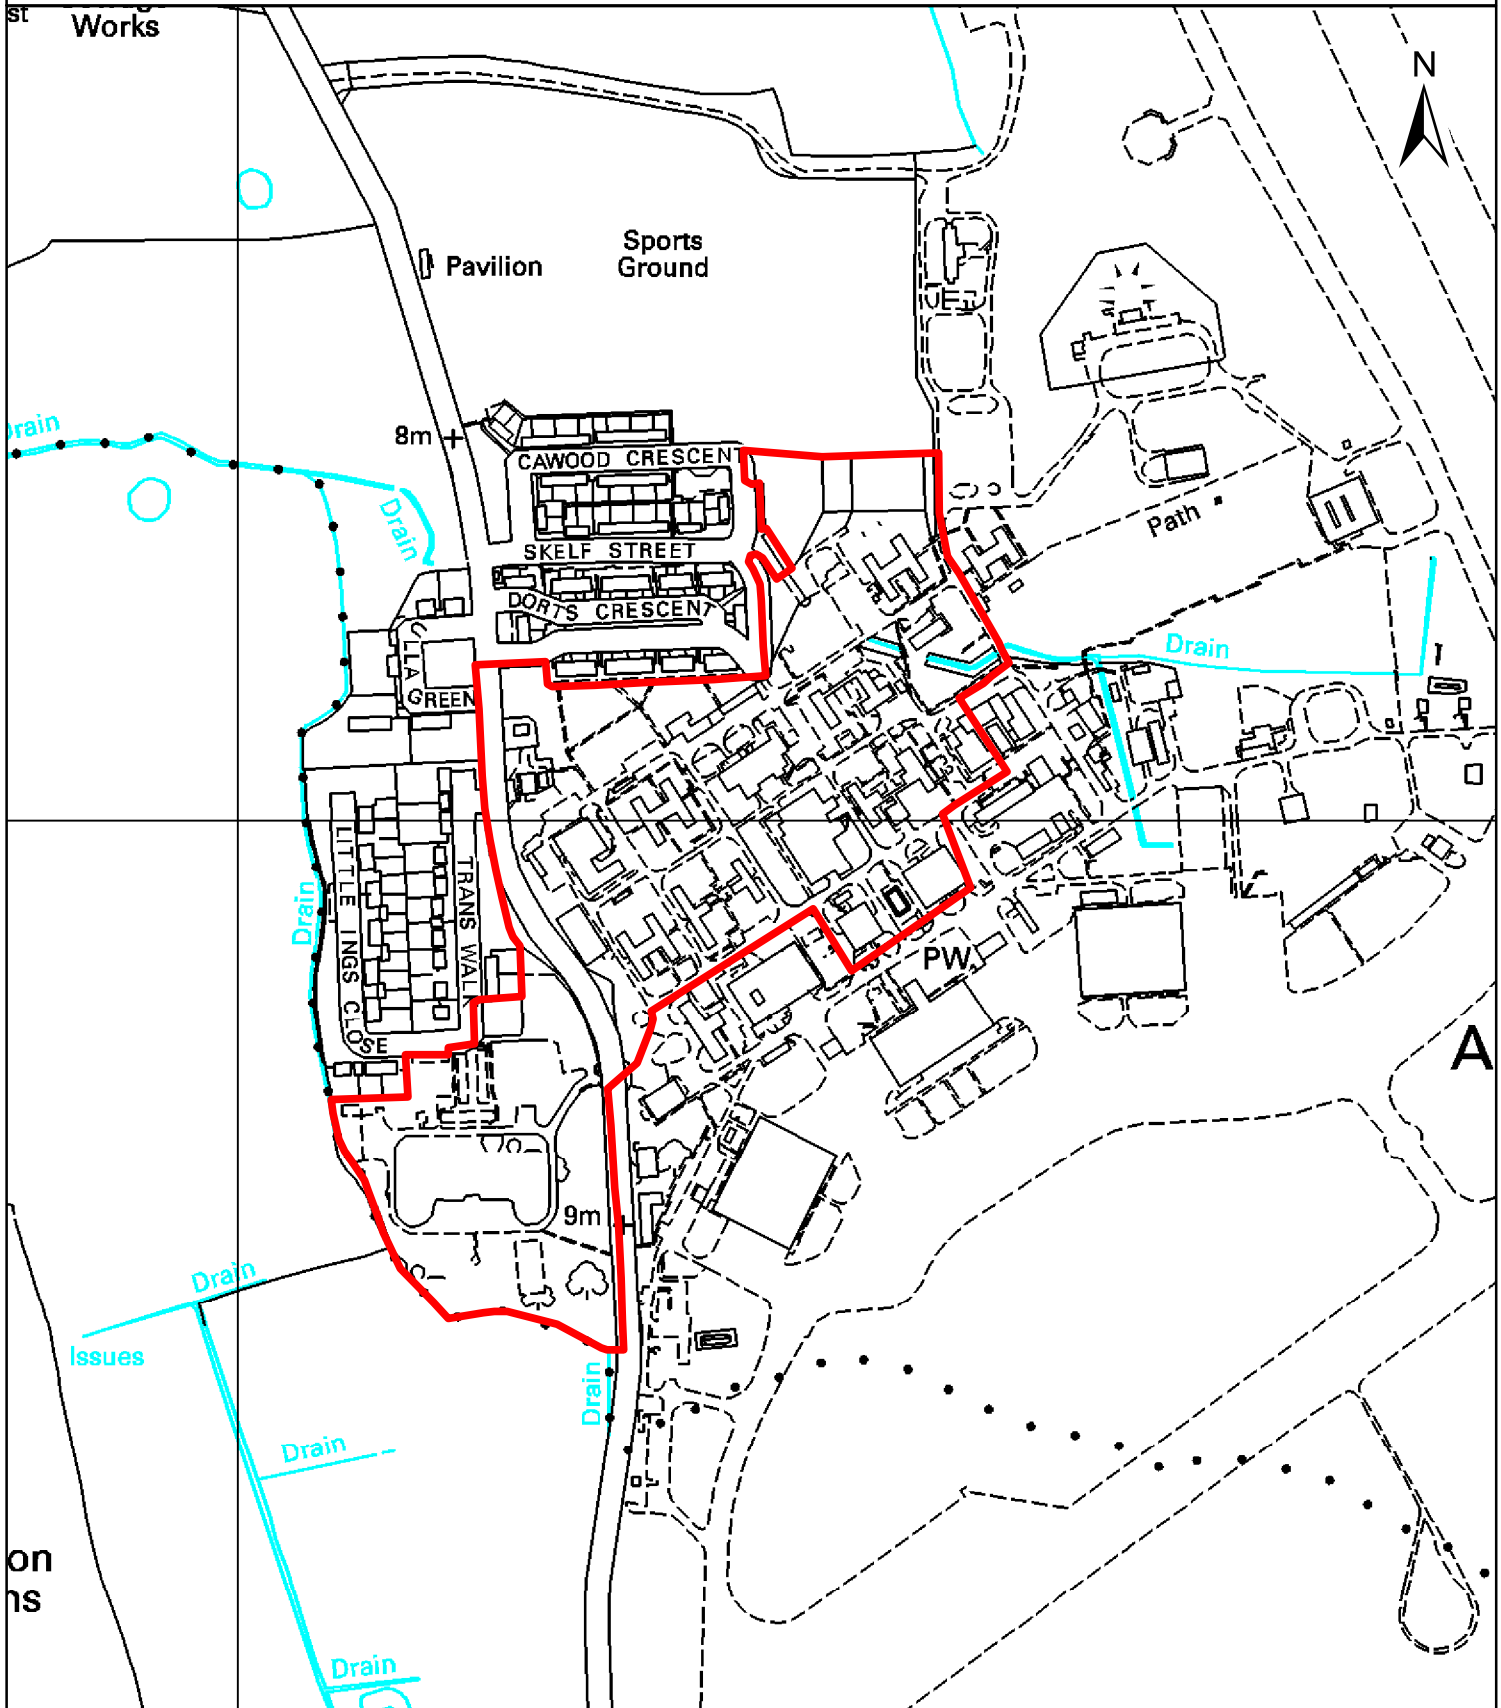 st
Works
N
Sports
Ground
Pavilion
Drain
8m
CAWOOD CRESCENT
Drain
SKELF STREET
Path
DORTS CRESCENT
GREEN
Drain
LITTLE INGS CLOSE
TRANS WALK
Drain
PW
A
9m
Drain
Issues
Drain
Drain
on
ns
Drain